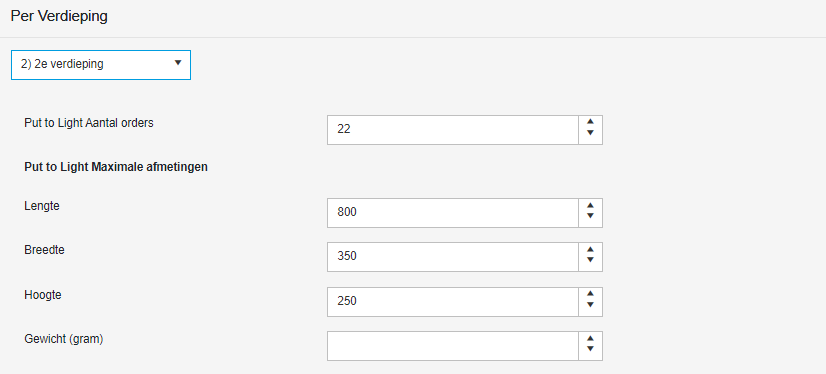 Per Verdieping
2) 2e verdieping
Put to Light Aantal orders
22
Put to Light Maximale afmetingen
Lengte
800
Breedte
350
Hoogte
250
Gewicht (gram)